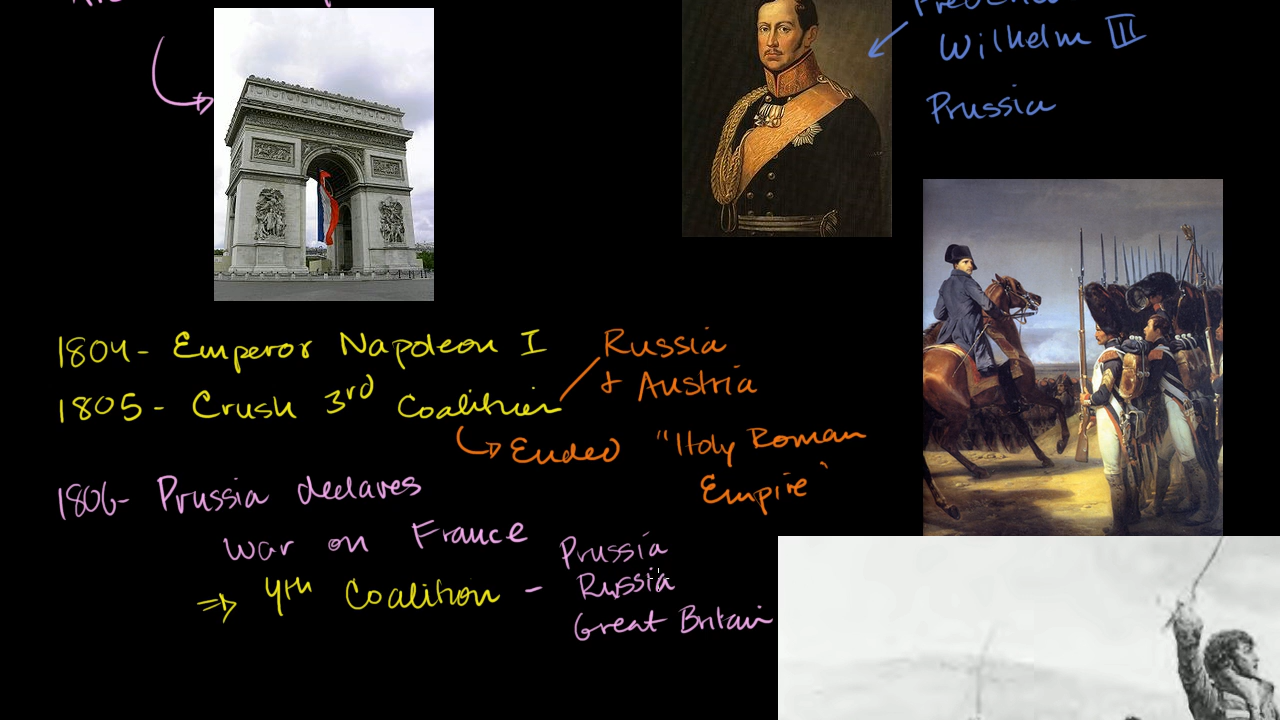 Wilhelm III
Prussia
1804- Emperor Napoleon I
Russia
& Austria
1805- Crush 3rd Coalition
Ended "Holy Roman
Empire"
1806- Prussia declares
war on France
⇒ 4th Coalition - Prussia
Russia
Great Britain